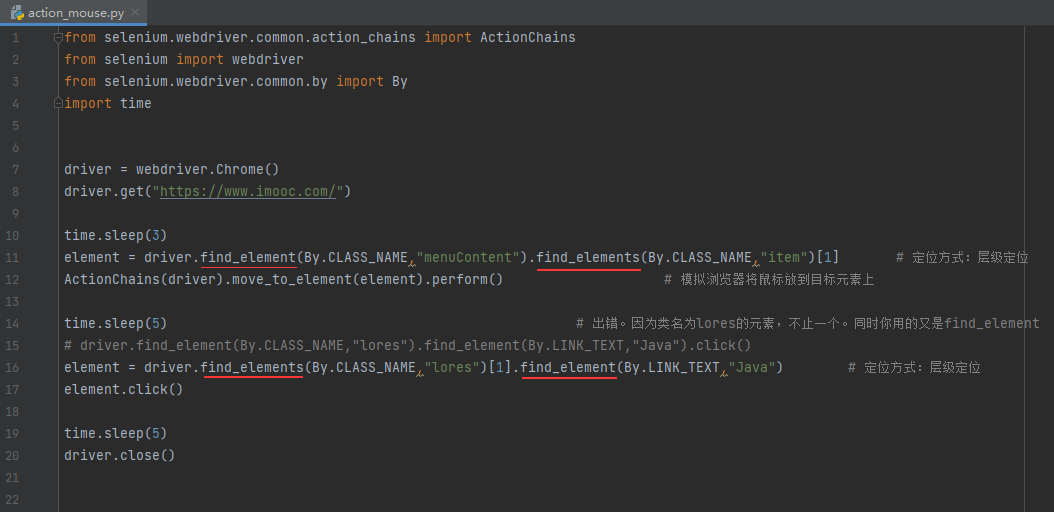 action_mouse.py
1 from selenium.webdriver.common.action_chains import ActionChains
2 from selenium import webdriver
3 from selenium.webdriver.common.by import By
4 import time
5
6
7 driver = webdriver.Chrome()
8 driver.get("https://www.imooc.com/")
9
10 time.sleep(3)
11 element = driver.find_element(By.CLASS_NAME,"menuContent").find_elements(By.CLASS_NAME,"item")[1] # 定位方式：层级定位
12 ActionChains(driver).move_to_element(element).perform() # 模拟浏览器将鼠标放到目标元素上
13
14 time.sleep(5) # 出错。因为类名为lores的元素，不止一个。同时你用的又是find_element
15 # driver.find_element(By.CLASS_NAME,"lores").find_element(By.LINK_TEXT,"Java").click()
16 element = driver.find_elements(By.CLASS_NAME,"lores")[1].find_element(By.LINK_TEXT,"Java") # 定位方式：层级定位
17 element.click()
18
19 time.sleep(5)
20 driver.close()
21
22